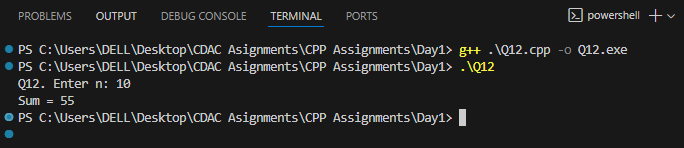 PROBLEMS OUTPUT DEBUG CONSOLE TERMINAL PORTS powershell
PS C:\Users\DELL\Desktop\CDAC Asignments\CPP Assignments\Day1> g++ .\Q12.cpp -o Q12.exe
PS C:\Users\DELL\Desktop\CDAC Asignments\CPP Assignments\Day1> .\Q12
Q12. Enter n: 10
Sum = 55
PS C:\Users\DELL\Desktop\CDAC Asignments\CPP Assignments\Day1>